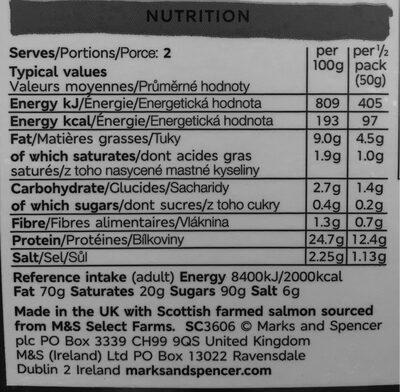 NUTRITION
Serves/Portions/Porce: 2
per 100g
per 1/2 pack (50g)
Typical values
Valeurs moyennes/Průměrné hodnoty
Energy kJ/Énergie/Energetická hodnota 809 405
Energy kcal/Énergie/Energetická hodnota 193 97
Fat/Matières grasses/Tuky 9.0g 4.5g
of which saturates/dont acides gras 1.9g 1.0g
saturés/z toho nasycené mastné kyseliny
Carbohydrate/Glucides/Sacharidy 2.7g 1.4g
of which sugars/dont sucres/z toho cukry 0.4g 0.2g
Fibre/Fibres alimentaires/Vláknina 1.3g 0.7g
Protein/Protéines/Bílkoviny 24.7g 12.4g
Salt/Sel/Sůl 2.25g 1.13g
Reference intake (adult) Energy 8400kJ/2000kcal
Fat 70g Saturates 20g Sugars 90g Salt 6g
Made in the UK with Scottish farmed salmon sourced
from M&S Select Farms. SC3606 © Marks and Spencer
plc PO Box 3339 CH99 9QS United Kingdom
M&S (Ireland) Ltd PO Box 13022 Ravensdale
Dublin 2 Ireland marksandspencer.com